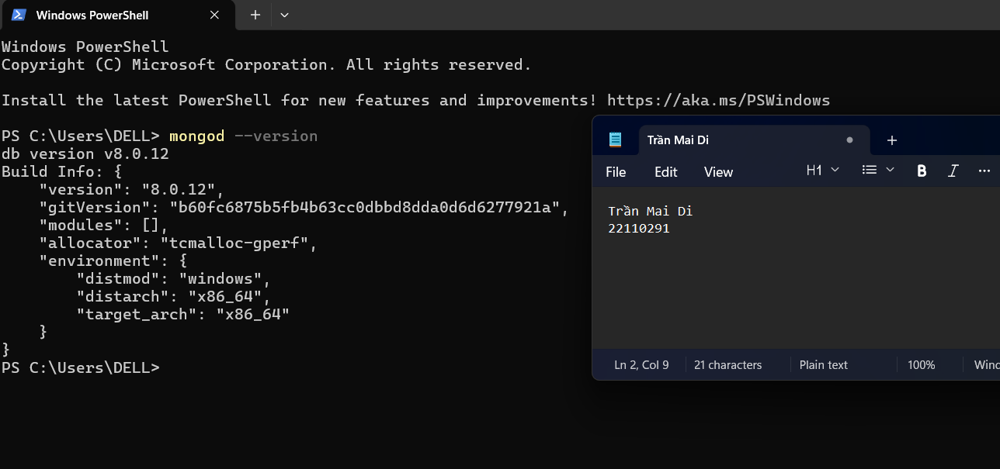 Windows PowerShell
Windows PowerShell
Copyright (C) Microsoft Corporation. All rights reserved.
Install the latest PowerShell for new features and improvements! https://aka.ms/PSWindows
PS C:\Users\DELL> mongod --version
db version v8.0.12
Build Info: {
    "version": "8.0.12",
    "gitVersion": "b60fc6875b5fb4b63cc0dbbd8dda0d6d6277921a",
    "modules": [],
    "allocator": "tcmalloc-gperf",
    "environment": {
        "distmod": "windows",
        "distarch": "x86_64",
        "target_arch": "x86_64"
    }
}
PS C:\Users\DELL>
Trần Mai Di
File Edit View H1 B I ...
Trần Mai Di
22110291
Ln 2, Col 9 21 characters Plain text 100% Wind